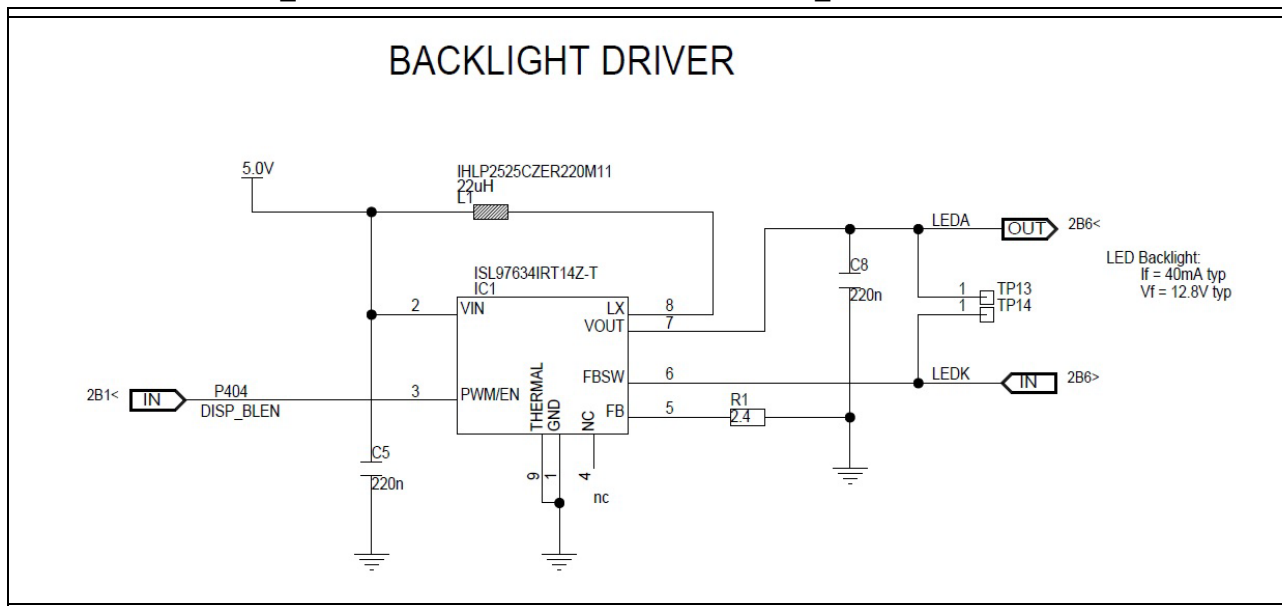 BACKLIGHT DRIVER
5.0V
IHLP2525CZER220M11
22uH
L1
LEDA
OUT
2B6<
LED Backlight:
If = 40mA typ
Vf = 12.8V typ
C8
220n
ISL97634IRT14Z-T
IC1
2
VIN
LX
8
VOUT
7
1
TP13
1
TP14
FBSW
6
LEDK
IN
2B6>
2B1<
IN
P404
DISP_BLEN
3
PWM/EN
THERMAL
GND
NC
FB
5
R1
2.4
C5
220n
9
1
4
nc